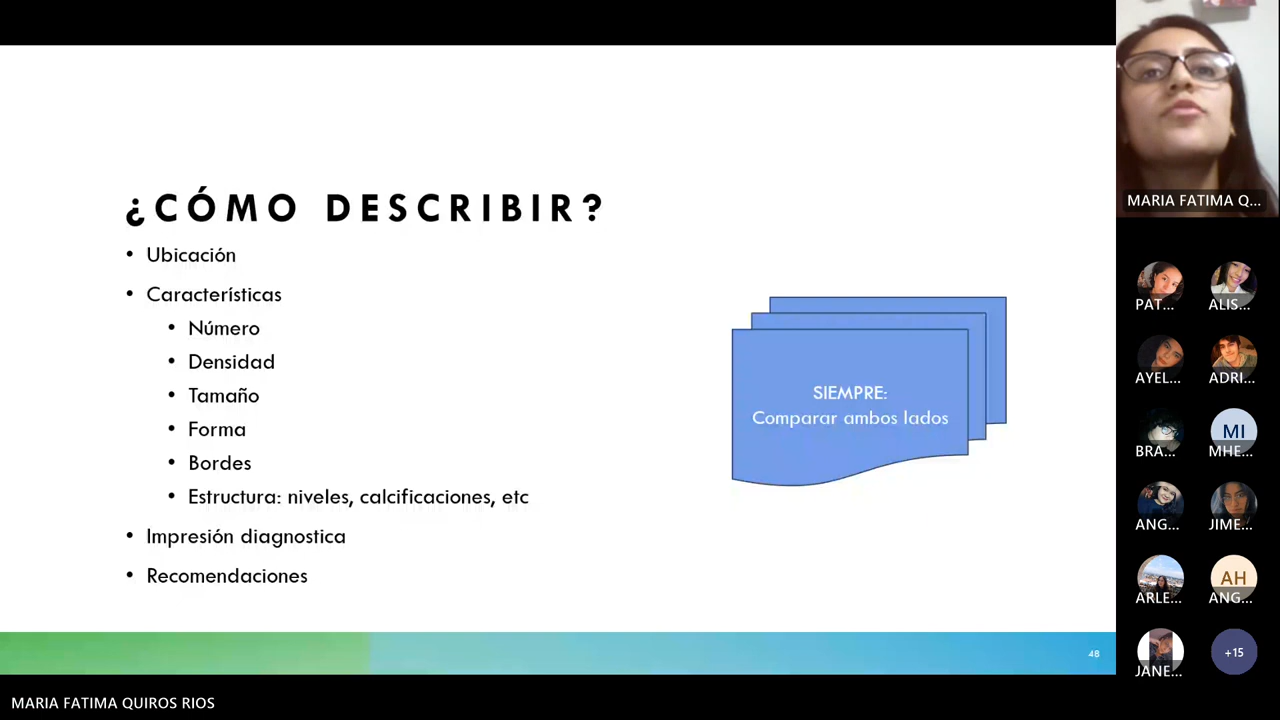 ¿CÓMO DESCRIBIR?
• Ubicación
• Características
• Número
• Densidad
• Tamaño
• Forma
• Bordes
• Estructura: niveles, calcificaciones, etc
• Impresión diagnostica
• Recomendaciones
SIEMPRE:
Comparar ambos lados
48
MARIA FATIMA QUIROS RIOS
MARIA FATIMA Q...
PAT... ALIS...
AYEL... ADRI...
BRA... MI MHE...
ANG... JIME...
ARLE... AH ANG...
JANE... +15